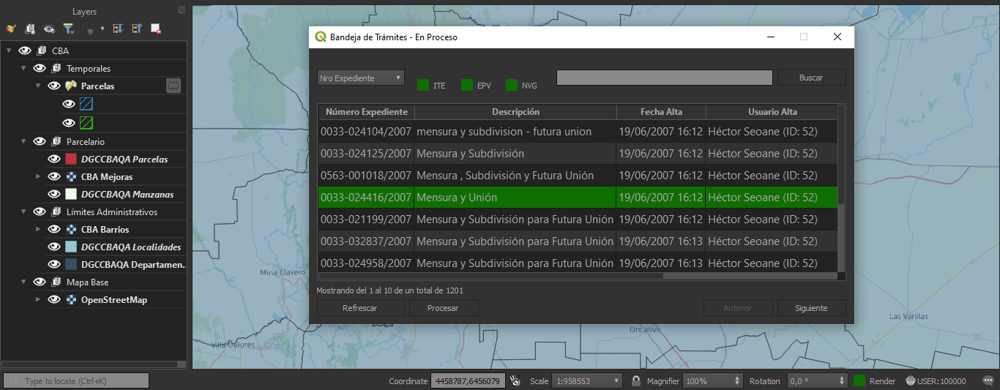 Layers
CBA
Temporales
Parcelas
Parcelario
DGCCBAQA Parcelas
CBA Mejoras
DGCCBAQA Manzanas
Límites Administrativos
CBA Barrios
DGCCBAQA Localidades
DGCCBAQA Departamen...
Mapa Base
OpenStreetMap
Bandeja de Trámites - En Proceso
Nro Expediente ITE EPV NVG Buscar
Número Expediente Descripción Fecha Alta Usuario Alta
0033-024104/2007 mensura y subdivision - futura union 19/06/2007 16:12 Héctor Seoane (ID: 52)
0033-024125/2007 Mensura y Subdivisión 19/06/2007 16:12 Héctor Seoane (ID: 52)
0563-001018/2007 Mensura , Subdivisión y Futura Unión 19/06/2007 16:12 Héctor Seoane (ID: 52)
0033-024416/2007 Mensura y Unión 19/06/2007 16:12 Héctor Seoane (ID: 52)
0033-021199/2007 Mensura y Subdivisión para Futura Unión 19/06/2007 16:12 Héctor Seoane (ID: 52)
0033-032837/2007 Mensura y Subdivisión para Futura Unión 19/06/2007 16:13 Héctor Seoane (ID: 52)
0033-024958/2007 Mensura y Subdivisión para Futura Unión 19/06/2007 16:13 Héctor Seoane (ID: 52)
Mostrando del 1 al 10 de un total de 1201
Refrescar Procesar Anterior Siguiente
Mina Clavero
Villa Dolores
Oncativo
Las Varillas
Type to locate (Ctrl+K) Coordinate 4458787,6456079 Scale 1:958553 Magnifier 100% Rotation 0,0 ° Render USER:100000